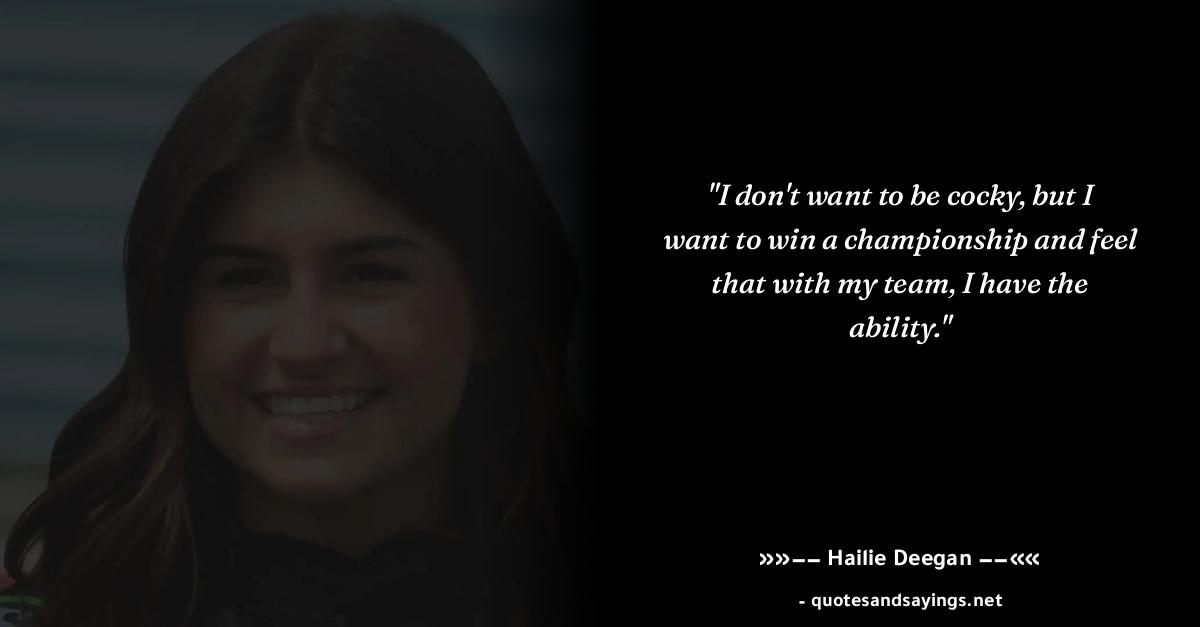 "I don't want to be cocky, but I
want to win a championship and feel
that with my team, I have the
ability."
»»–– Hailie Deegan ––««
- quotesandsayings.net